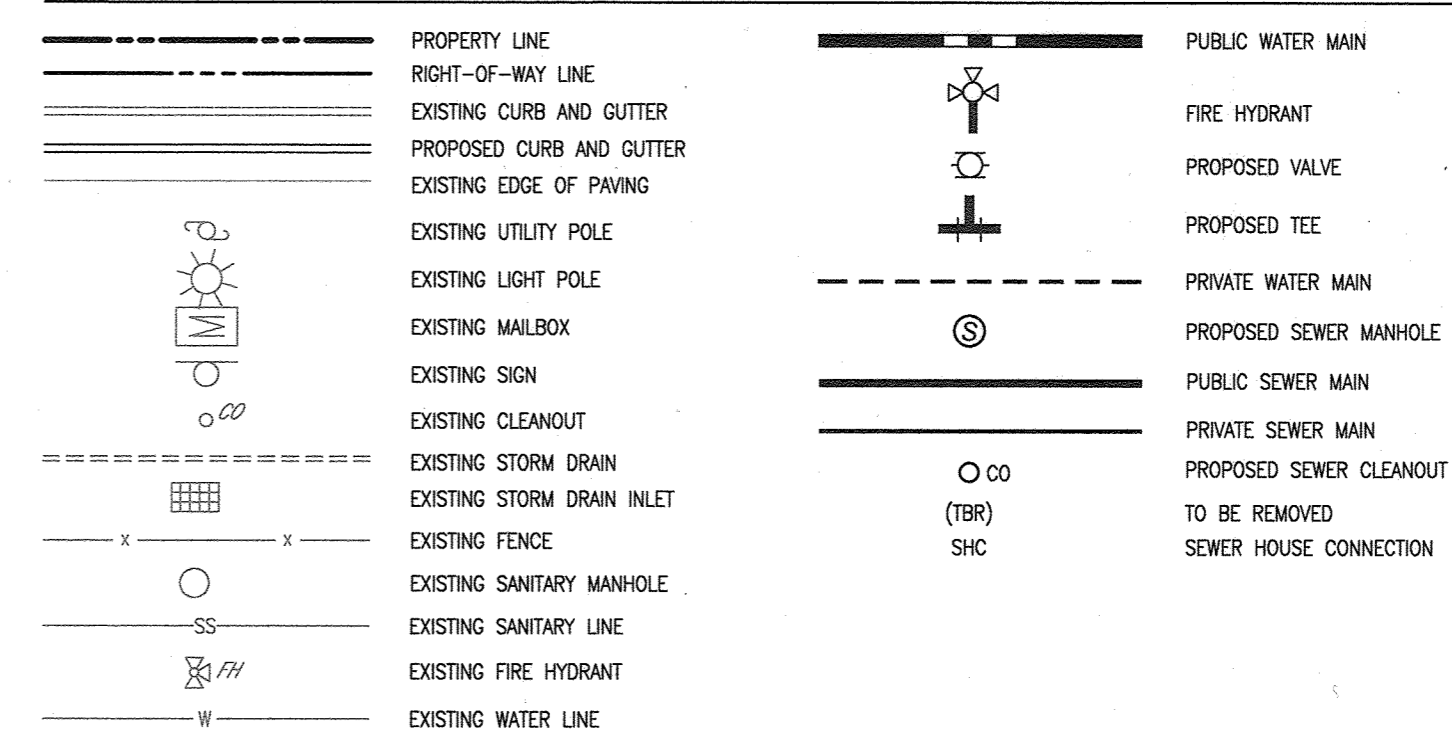 PROPERTY LINE
RIGHT-OF-WAY LINE
EXISTING CURB AND GUTTER
PROPOSED CURB AND GUTTER
EXISTING EDGE OF PAVING
EXISTING UTILITY POLE
EXISTING LIGHT POLE
M EXISTING MAILBOX
EXISTING SIGN
CO EXISTING CLEANOUT
EXISTING STORM DRAIN
EXISTING STORM DRAIN INLET
x x EXISTING FENCE
EXISTING SANITARY MANHOLE
SS EXISTING SANITARY LINE
FH EXISTING FIRE HYDRANT
W EXISTING WATER LINE
PUBLIC WATER MAIN
FIRE HYDRANT
PROPOSED VALVE
PROPOSED TEE
PRIVATE WATER MAIN
S PROPOSED SEWER MANHOLE
PUBLIC SEWER MAIN
PRIVATE SEWER MAIN
CO PROPOSED SEWER CLEANOUT
(TBR) TO BE REMOVED
SHC SEWER HOUSE CONNECTION